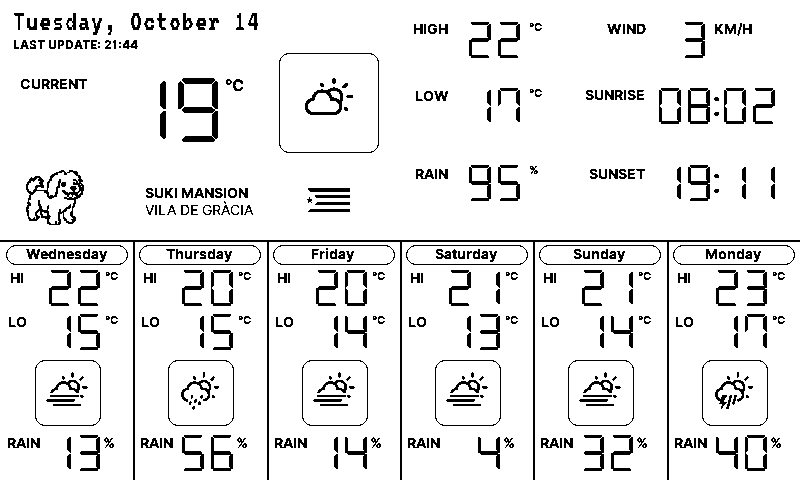 Tuesday, October 14
LAST UPDATE: 21:44
CURRENT 19 °C
SUKI MANSION
VILA DE GRÀCIA
HIGH 22 °C
LOW 17 °C
RAIN 95 %
WIND 3 KM/H
SUNRISE 08:02
SUNSET 19:11
Wednesday
HI 22 °C
LO 15 °C
RAIN 13 %
Thursday
HI 20 °C
LO 15 °C
RAIN 56 %
Friday
HI 20 °C
LO 14 °C
RAIN 14 %
Saturday
HI 21 °C
LO 13 °C
RAIN 4 %
Sunday
HI 21 °C
LO 14 °C
RAIN 32 %
Monday
HI 23 °C
LO 17 °C
RAIN 40 %